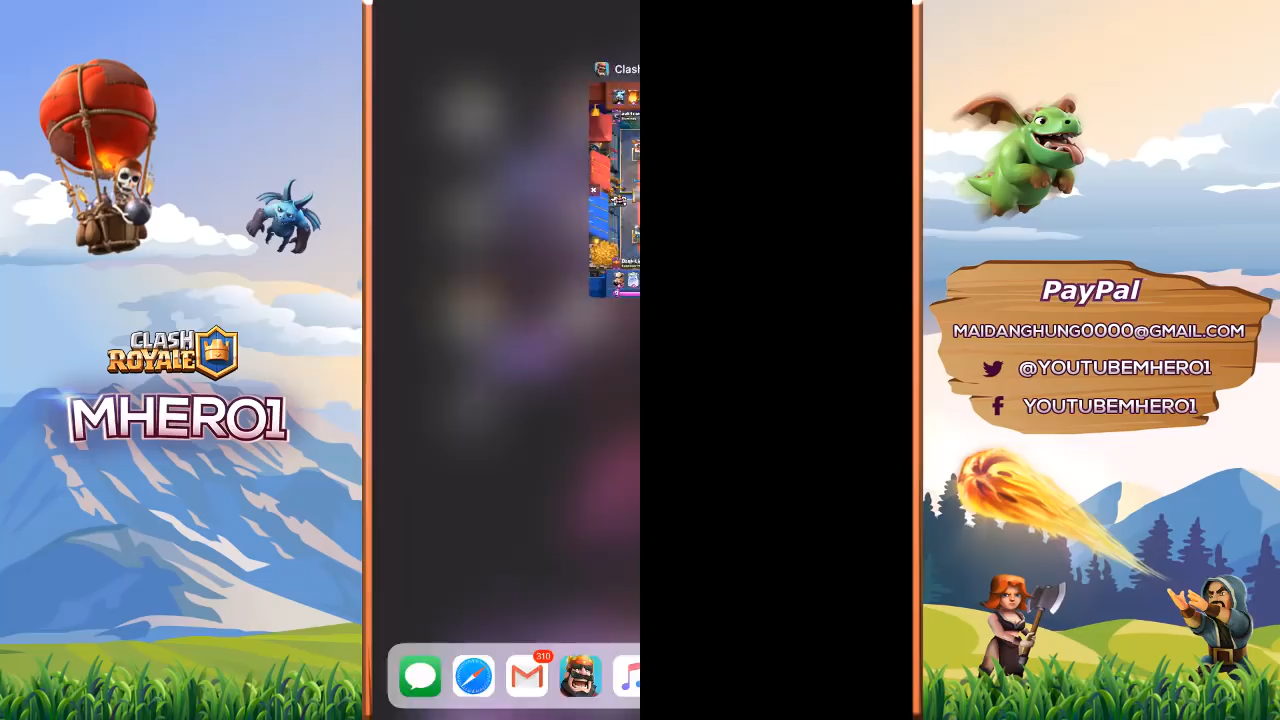 CLASH
ROYALE
MHERO1
Clash
310
PayPal
MAIDANGHUNG0000@GMAIL.COM
@YOUTUBEMHERO1
YOUTUBEMHERO1